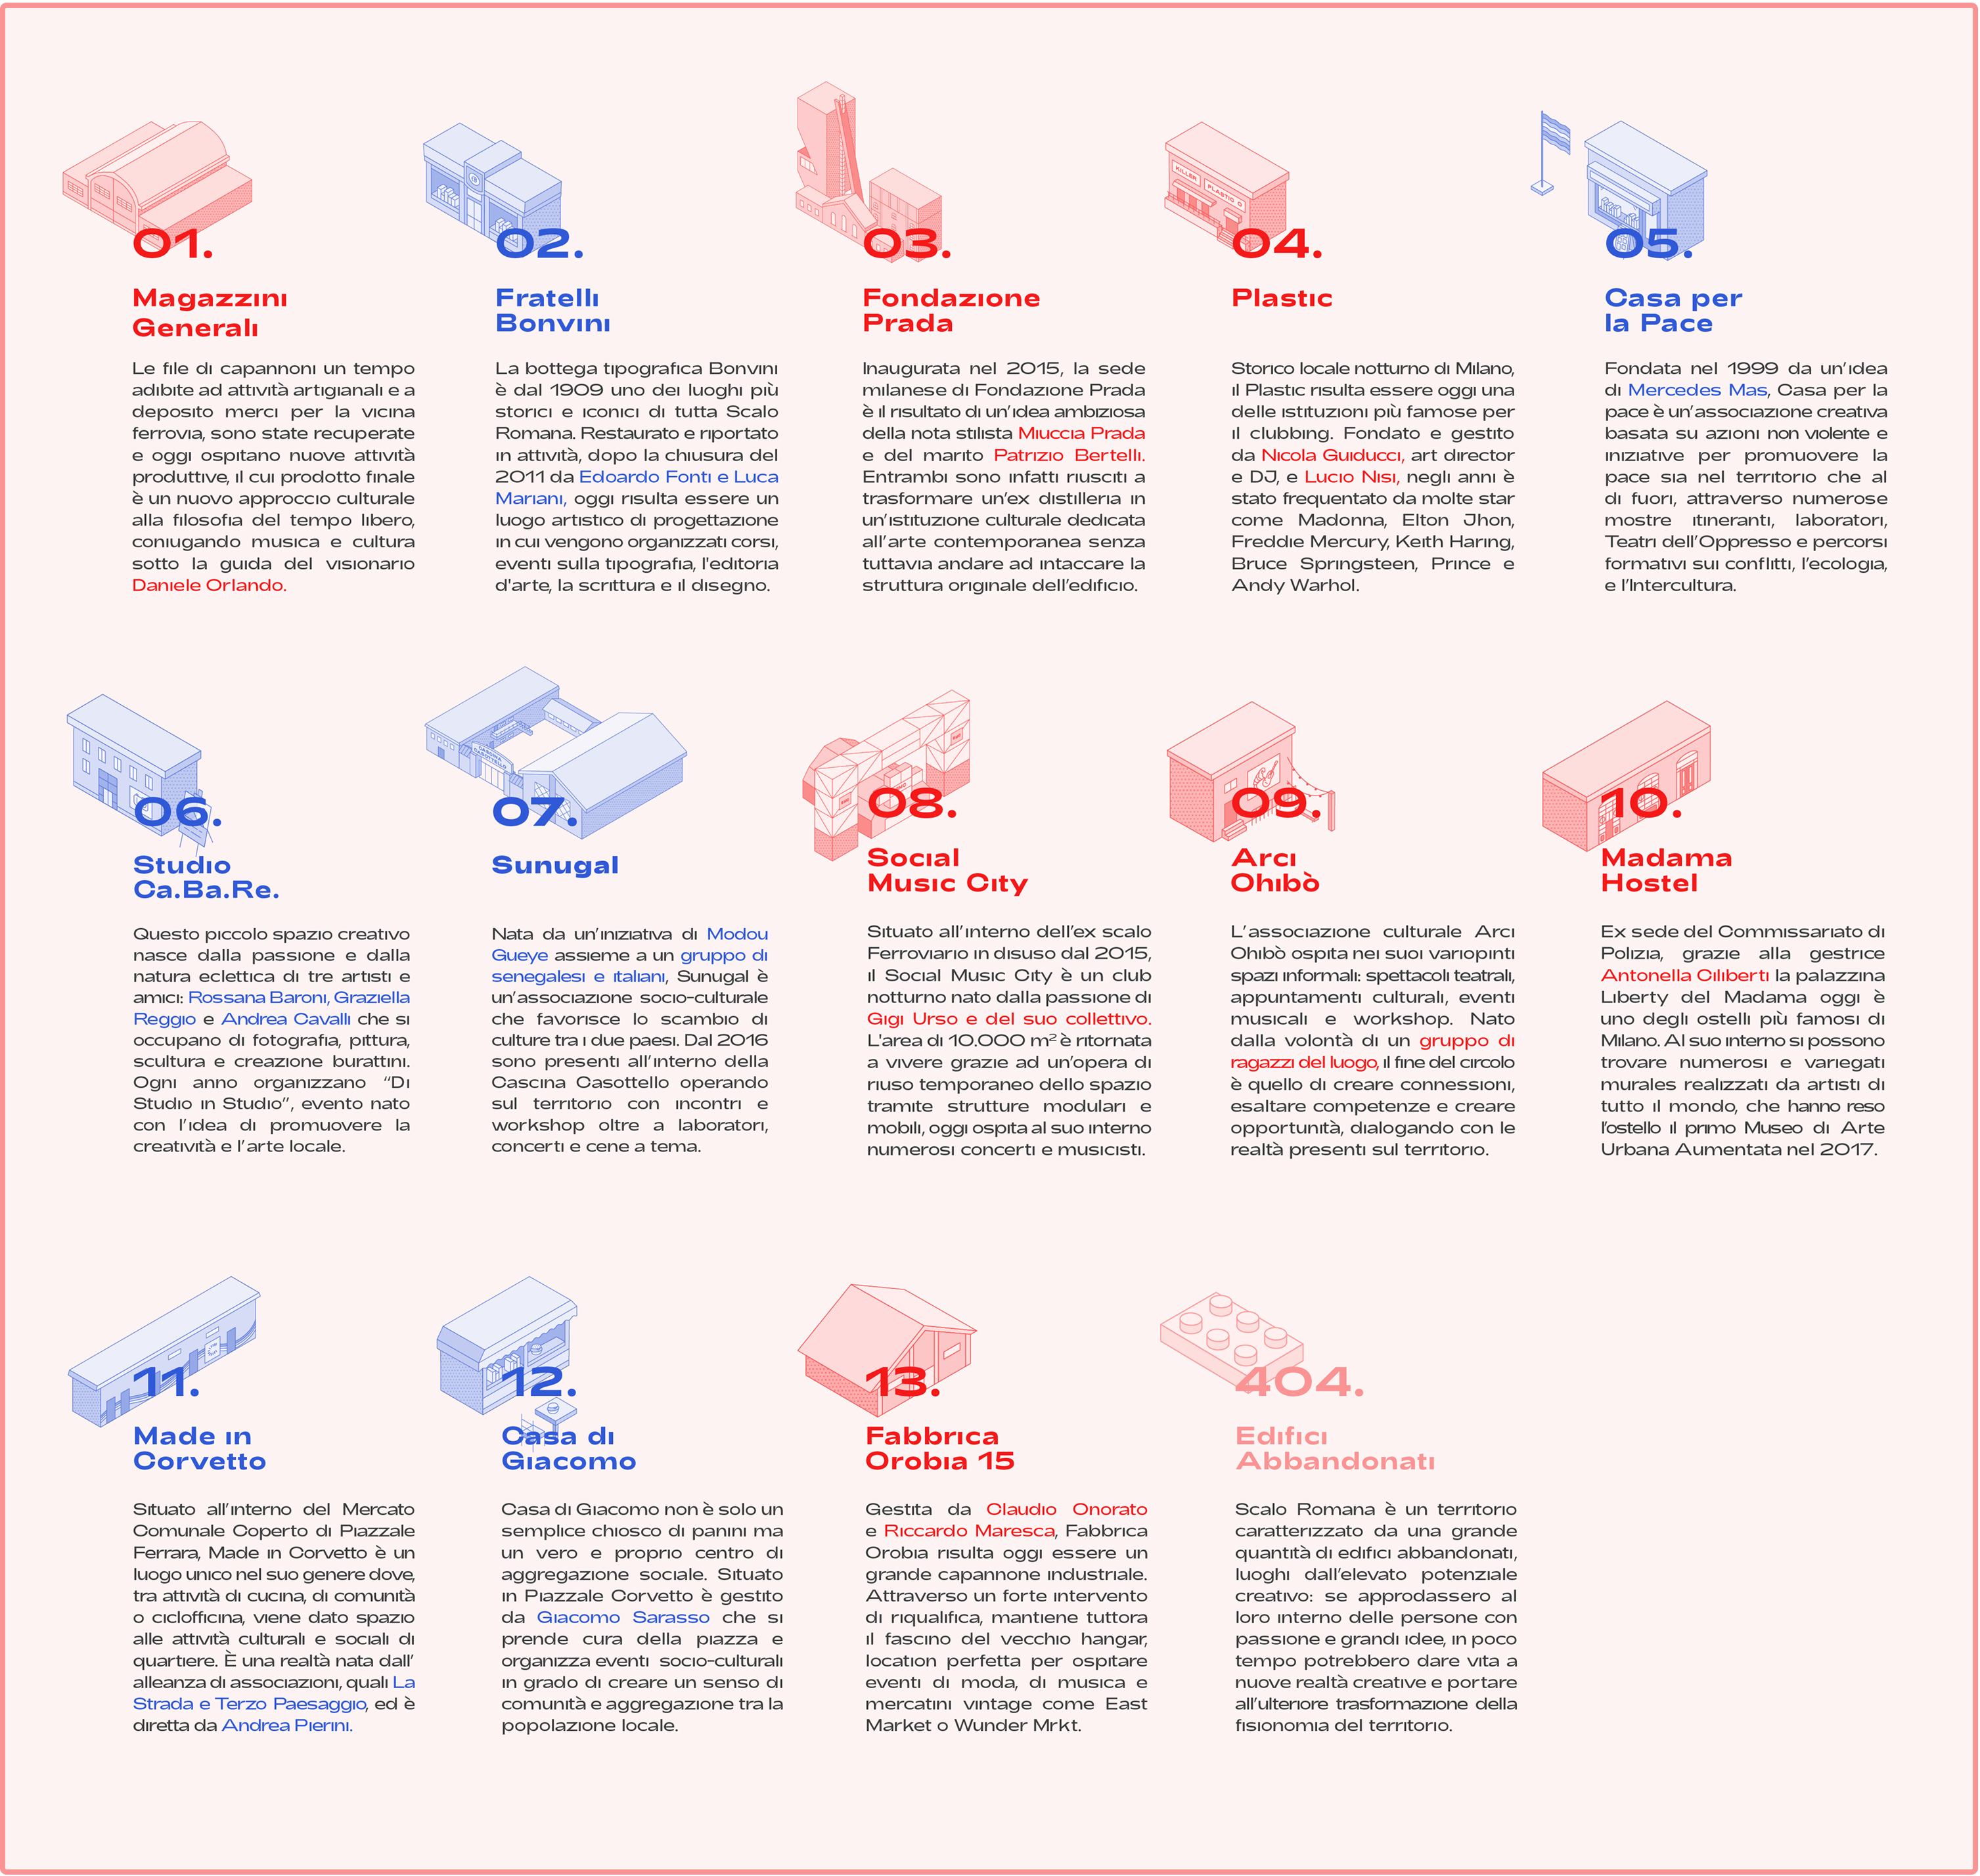 01.
Magazzini
Generali
Le file di capannoni un tempo
adibite ad attività artigianali e a
deposito merci per la vicina
ferrovia, sono state recuperate
e oggi ospitano nuove attività
produttive, il cui prodotto finale
è un nuovo approccio culturale
alla filosofia del tempo libero,
coniugando musica e cultura
sotto la guida del visionario
Daniele Orlando.
02.
Fratelli
Bonvini
La bottega tipografica Bonvini
è dal 1909 uno dei luoghi più
storici e iconici di tutta Scalo
Romana. Restaurato e riportato
in attività, dopo la chiusura del
2011 da Edoardo Fonti e Luca
Mariani, oggi risulta essere un
luogo artistico di progettazione
in cui vengono organizzati corsi,
eventi sulla tipografia, l'editoria
d'arte, la scrittura e il disegno.
03.
Fondazione
Prada
Inaugurata nel 2015, la sede
milanese di Fondazione Prada
è il risultato di un'idea ambiziosa
della nota stilista Miuccia Prada
e del marito Patrizio Bertelli.
Entrambi sono infatti riusciti a
trasformare un'ex distilleria in
un'istituzione culturale dedicata
all'arte contemporanea senza
tuttavia andare ad intaccare la
struttura originale dell'edificio.
KILLER
PLASTIC
04.
Plastic
Storico locale notturno di Milano,
il Plastic risulta essere oggi una
delle istituzioni più famose per
il clubbing. Fondato e gestito
da Nicola Guiducci, art director
e DJ, e Lucio Nisi, negli anni è
stato frequentato da molte star
come Madonna, Elton Jhon,
Freddie Mercury, Keith Haring,
Bruce Springsteen, Prince e
Andy Warhol.
05.
Casa per
la Pace
Fondata nel 1999 da un'idea
di Mercedes Mas, Casa per la
pace è un'associazione creativa
basata su azioni non violente e
iniziative per promuovere la
pace sia nel territorio che al
di fuori, attraverso numerose
mostre itineranti, laboratori,
Teatri dell'Oppresso e percorsi
formativi sui conflitti, l'ecologia,
e l'Intercultura.
06.
Studio
Ca.Ba.Re.
Questo piccolo spazio creativo
nasce dalla passione e dalla
natura eclettica di tre artisti e
amici: Rossana Baroni, Graziella
Reggio e Andrea Cavalli che si
occupano di fotografia, pittura,
scultura e creazione burattini.
Ogni anno organizzano “Di
Studio in Studio”, evento nato
con l'idea di promuovere la
creatività e l'arte locale.
CASCINA
CASOTTELLO
07.
Sunugal
Nata da un'iniziativa di Modou
Gueye assieme a un gruppo di
senegalesi e italiani, Sunugal è
un'associazione socio-culturale
che favorisce lo scambio di
culture tra i due paesi. Dal 2016
sono presenti all'interno della
Cascina Casottello operando
sul territorio con incontri e
workshop oltre a laboratori,
concerti e cene a tema.
08.
Social
Music City
Situato all'interno dell'ex scalo
Ferroviario in disuso dal 2015,
il Social Music City è un club
notturno nato dalla passione di
Gigi Urso e del suo collettivo.
L'area di 10.000 m² è ritornata
a vivere grazie ad un'opera di
riuso temporaneo dello spazio
tramite strutture modulari e
mobili, oggi ospita al suo interno
numerosi concerti e musicisti.
09.
Arci
Ohibò
L'associazione culturale Arci
Ohibò ospita nei suoi variopinti
spazi informali: spettacoli teatrali,
appuntamenti culturali, eventi
musicali e workshop. Nato
dalla volontà di un gruppo di
ragazzi del luogo, il fine del circolo
è quello di creare connessioni,
esaltare competenze e creare
opportunità, dialogando con le
realtà presenti sul territorio.
10.
Madama
Hostel
Ex sede del Commissariato di
Polizia, grazie alla gestrice
Antonella Ciliberti la palazzina
Liberty del Madama oggi è
uno degli ostelli più famosi di
Milano. Al suo interno si possono
trovare numerosi e variegati
murales realizzati da artisti di
tutto il mondo, che hanno reso
l'ostello il primo Museo di Arte
Urbana Aumentata nel 2017.
11.
Made in
Corvetto
Situato all'interno del Mercato
Comunale Coperto di Piazzale
Ferrara, Made in Corvetto è un
luogo unico nel suo genere dove,
tra attività di cucina, di comunità
o ciclofficina, viene dato spazio
alle attività culturali e sociali di
quartiere. È una realtà nata dall'
alleanza di associazioni, quali La
Strada e Terzo Paesaggio, ed è
diretta da Andrea Pierini.
12.
Casa di
Giacomo
Casa di Giacomo non è solo un
semplice chiosco di panini ma
un vero e proprio centro di
aggregazione sociale. Situato
in Piazzale Corvetto è gestito
da Giacomo Sarasso che si
prende cura della piazza e
organizza eventi socio-culturali
in grado di creare un senso di
comunità e aggregazione tra la
popolazione locale.
13.
Fabbrica
Orobia 15
Gestita da Claudio Onorato
e Riccardo Maresca, Fabbrica
Orobia risulta oggi essere un
grande capannone industriale.
Attraverso un forte intervento
di riqualifica, mantiene tuttora
il fascino del vecchio hangar,
location perfetta per ospitare
eventi di moda, di musica e
mercatini vintage come East
Market o Wunder Mrkt.
404.
Edifici
Abbandonati
Scalo Romana è un territorio
caratterizzato da una grande
quantità di edifici abbandonati,
luoghi dall'elevato potenziale
creativo: se approdassero al
loro interno delle persone con
passione e grandi idee, in poco
tempo potrebbero dare vita a
nuove realtà creative e portare
all'ulteriore trasformazione della
fisionomia del territorio.